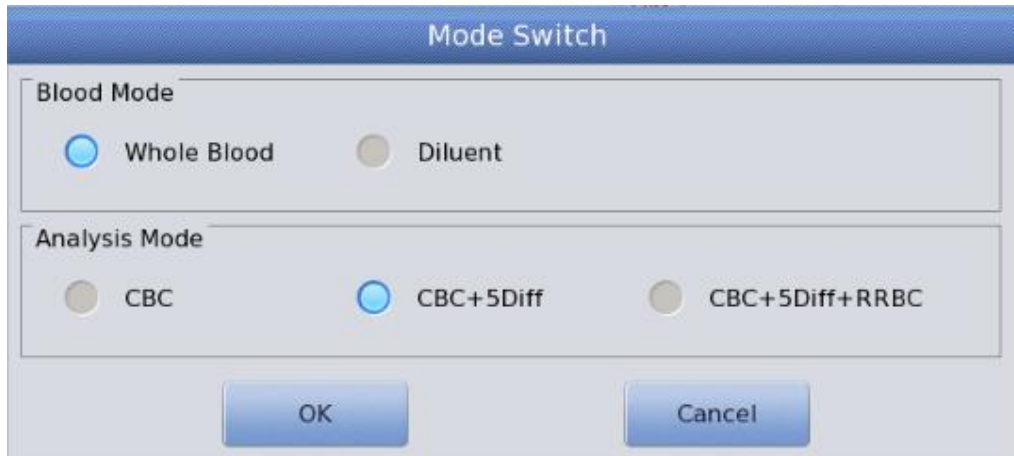 Mode Switch
Blood Mode
Whole Blood Diluent
Analysis Mode
CBC CBC+5Diff CBC+5Diff+RRBC
OK Cancel